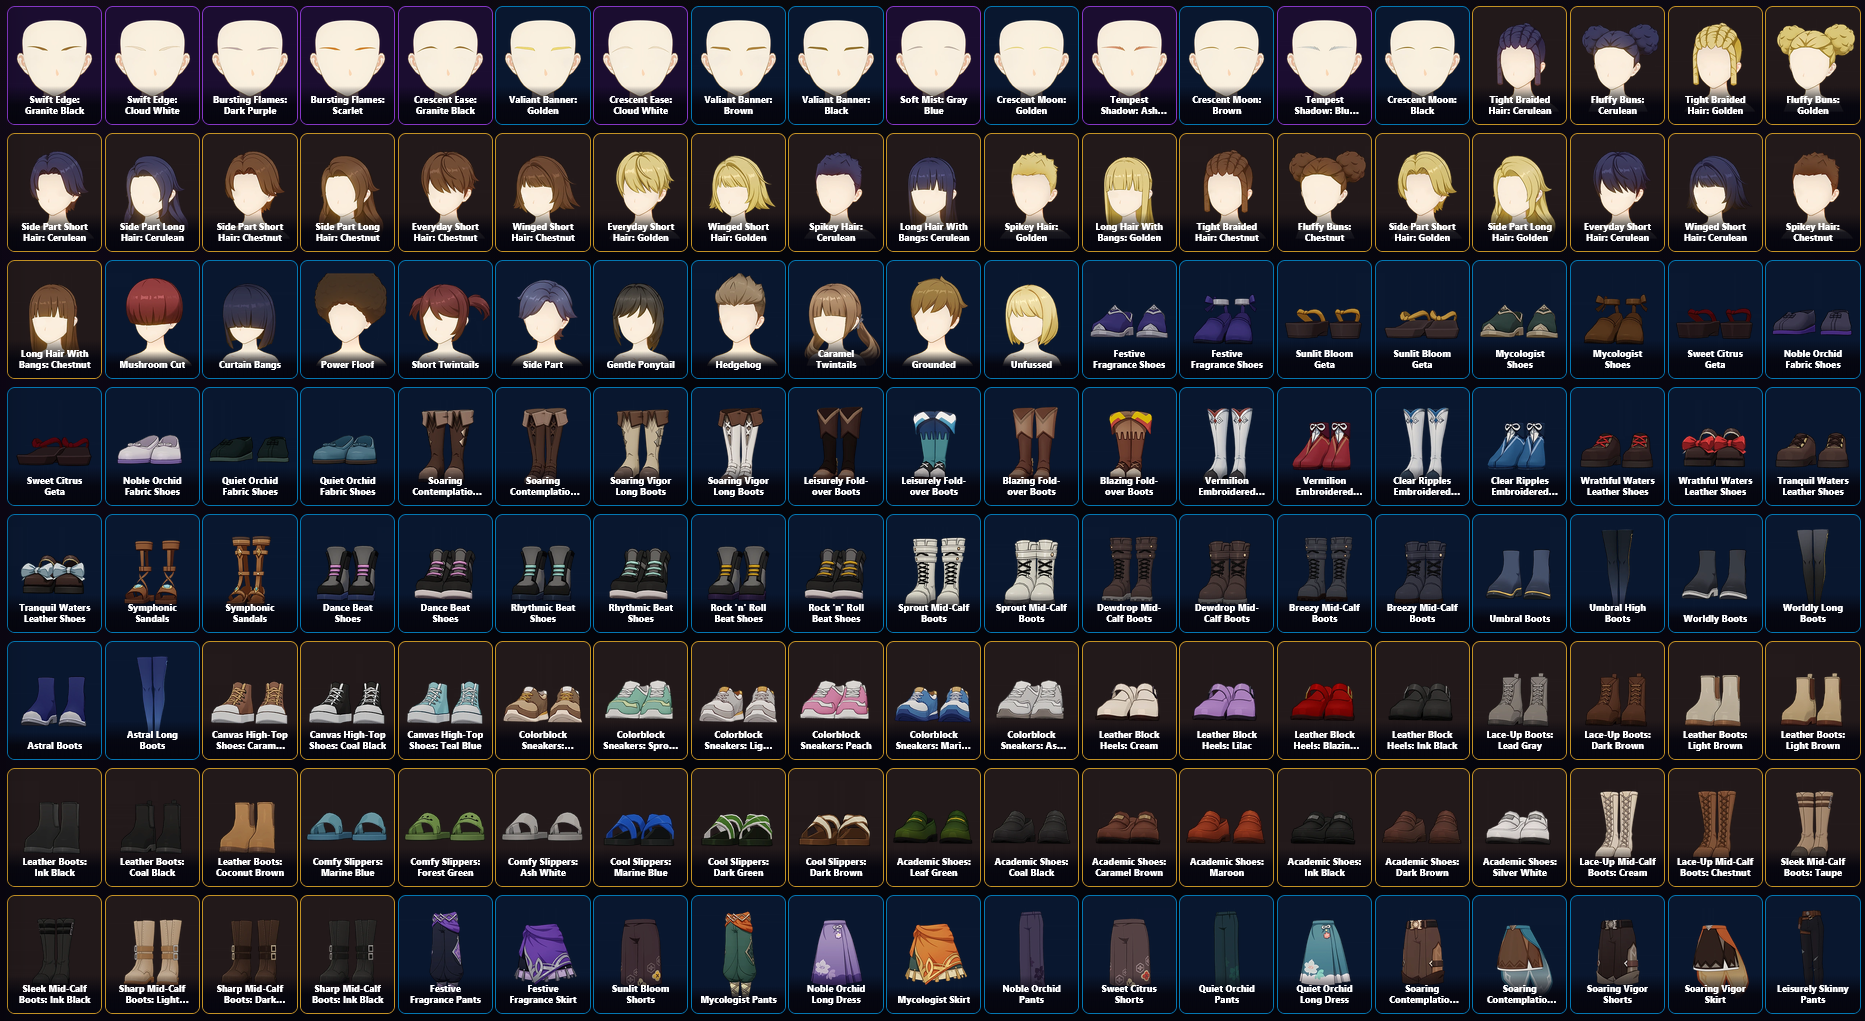 Swift Edge:
Granite Black
Swift Edge:
Cloud White
Bursting Flames:
Dark Purple
Bursting Flames:
Scarlet
Crescent Ease:
Granite Black
Valiant Banner:
Golden
Crescent Ease:
Cloud White
Valiant Banner:
Brown
Valiant Banner:
Black
Soft Mist: Gray
Blue
Crescent Moon:
Golden
Tempest
Shadow: Ash...
Crescent Moon:
Brown
Tempest
Shadow: Blu...
Crescent Moon:
Black
Tight Braided
Hair: Cerulean
Fluffy Buns:
Cerulean
Tight Braided
Hair: Golden
Fluffy Buns:
Golden
Side Part Short
Hair: Cerulean
Side Part Long
Hair: Cerulean
Side Part Short
Hair: Chestnut
Side Part Long
Hair: Chestnut
Everyday Short
Hair: Chestnut
Winged Short
Hair: Chestnut
Everyday Short
Hair: Golden
Winged Short
Hair: Golden
Spikey Hair:
Cerulean
Long Hair With
Bangs: Cerulean
Spikey Hair:
Golden
Long Hair With
Bangs: Golden
Tight Braided
Hair: Chestnut
Fluffy Buns:
Chestnut
Side Part Short
Hair: Golden
Side Part Long
Hair: Golden
Everyday Short
Hair: Cerulean
Winged Short
Hair: Cerulean
Spikey Hair:
Chestnut
Long Hair With
Bangs: Chestnut
Mushroom Cut
Curtain Bangs
Power Floof
Short Twintails
Side Part
Gentle Ponytail
Hedgehog
Caramel
Twintails
Grounded
Unfussed
Festive
Fragrance Shoes
Festive
Fragrance Shoes
Sunlit Bloom
Geta
Sunlit Bloom
Geta
Mycologist
Shoes
Mycologist
Shoes
Sweet Citrus
Geta
Noble Orchid
Fabric Shoes
Sweet Citrus
Geta
Noble Orchid
Fabric Shoes
Quiet Orchid
Fabric Shoes
Quiet Orchid
Fabric Shoes
Soaring
Contemplatio...
Soaring
Contemplatio...
Soaring Vigor
Long Boots
Soaring Vigor
Long Boots
Leisurely Fold-
over Boots
Leisurely Fold-
over Boots
Blazing Fold-
over Boots
Blazing Fold-
over Boots
Vermilion
Embroidered...
Vermilion
Embroidered...
Clear Ripples
Embroidered...
Clear Ripples
Embroidered...
Wrathful Waters
Leather Shoes
Wrathful Waters
Leather Shoes
Tranquil Waters
Leather Shoes
Tranquil Waters
Leather Shoes
Symphonic
Sandals
Symphonic
Sandals
Dance Beat
Shoes
Dance Beat
Shoes
Rhythmic Beat
Shoes
Rhythmic Beat
Shoes
Rock 'n' Roll
Beat Shoes
Rock 'n' Roll
Beat Shoes
Sprout Mid-Calf
Boots
Sprout Mid-Calf
Boots
Dewdrop Mid-
Calf Boots
Dewdrop Mid-
Calf Boots
Breezy Mid-Calf
Boots
Breezy Mid-Calf
Boots
Umbral Boots
Umbral High
Boots
Worldly Boots
Worldly Long
Boots
Astral Boots
Astral Long
Boots
Canvas High-Top
Shoes: Caram...
Canvas High-Top
Shoes: Coal Black
Canvas High-Top
Shoes: Teal Blue
Colorblock
Sneakers:...
Colorblock
Sneakers: Spro...
Colorblock
Sneakers: Lig...
Colorblock
Sneakers: Peach
Colorblock
Sneakers: Mari...
Colorblock
Sneakers: As...
Leather Block
Heels: Cream
Leather Block
Heels: Lilac
Leather Block
Heels: Blazin...
Leather Block
Heels: Ink Black
Lace-Up Boots:
Lead Gray
Lace-Up Boots:
Dark Brown
Leather Boots:
Light Brown
Leather Boots:
Light Brown
Leather Boots:
Ink Black
Leather Boots:
Coal Black
Leather Boots:
Coconut Brown
Comfy Slippers:
Marine Blue
Comfy Slippers:
Forest Green
Comfy Slippers:
Ash White
Cool Slippers:
Marine Blue
Cool Slippers:
Dark Green
Cool Slippers:
Dark Brown
Academic Shoes:
Leaf Green
Academic Shoes:
Coal Black
Academic Shoes:
Caramel Brown
Academic Shoes:
Maroon
Academic Shoes:
Ink Black
Academic Shoes:
Dark Brown
Academic Shoes:
Silver White
Lace-Up Mid-Calf
Boots: Cream
Lace-Up Mid-Calf
Boots: Chestnut
Sleek Mid-Calf
Boots: Taupe
Sleek Mid-Calf
Boots: Ink Black
Sharp Mid-Calf
Boots: Light...
Sharp Mid-Calf
Boots: Dark...
Sharp Mid-Calf
Boots: Ink Black
Festive
Fragrance Pants
Festive
Fragrance Skirt
Sunlit Bloom
Shorts
Mycologist Pants
Noble Orchid
Long Dress
Mycologist Skirt
Noble Orchid
Pants
Sweet Citrus
Shorts
Quiet Orchid
Pants
Quiet Orchid
Long Dress
Soaring
Contemplatio...
Soaring
Contemplatio...
Soaring Vigor
Shorts
Soaring Vigor
Skirt
Leisurely Skinny
Pants